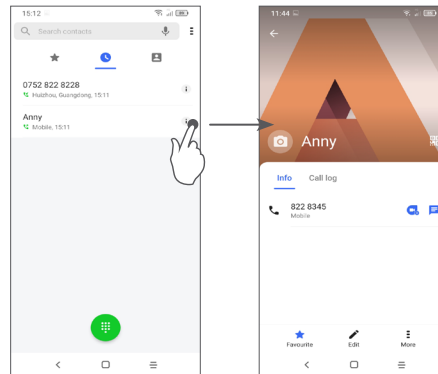 15:12
Search contacts
0752 822 8228
Huizhou, Guangdong, 15:11
Anny
Mobile, 15:11
11:44
Anny
Info Call log
822 8345
Mobile
Favourite Edit More